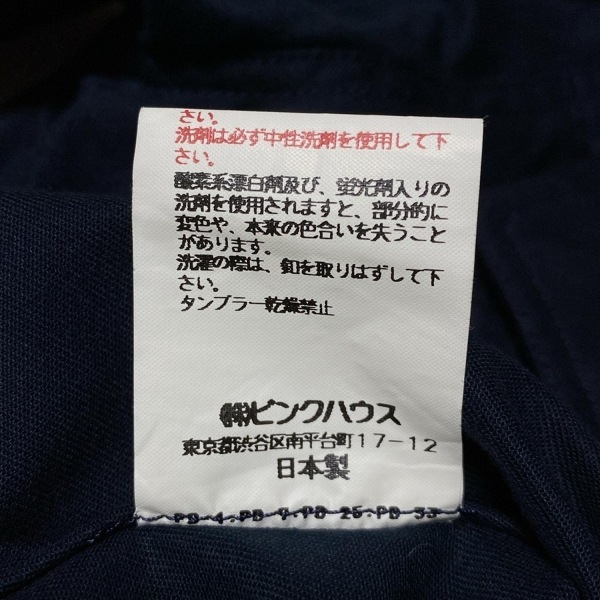 さい。
洗剤は必ず中性洗剤を使用して下
さい。
酸素系漂白剤及び、蛍光剤入りの
洗剤を使用されますと、部分的に
変色や、本来の色合いを失うこと
があります。
洗濯の際は、釦を取りはずして下
さい。
タンブラー乾燥禁止
㈱ピンクハウス
東京都渋谷区南平台町17-12
日本製